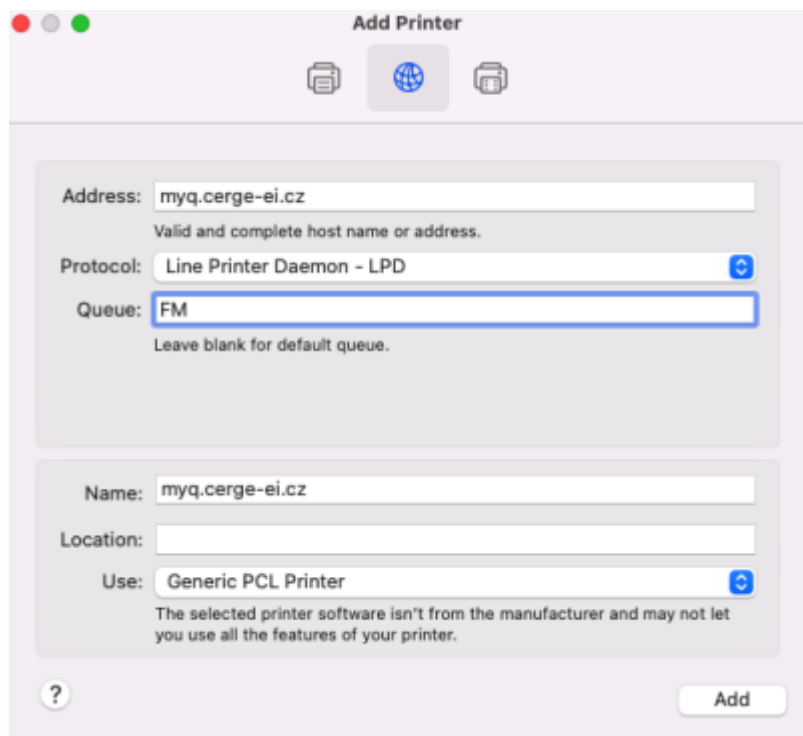 Add Printer
Address: myq.cerge-ei.cz
Valid and complete host name or address.
Protocol: Line Printer Daemon - LPD
Queue: FM
Leave blank for default queue.
Name: myq.cerge-ei.cz
Location:
Use: Generic PCL Printer
The selected printer software isn't from the manufacturer and may not let
you use all the features of your printer.
? Add